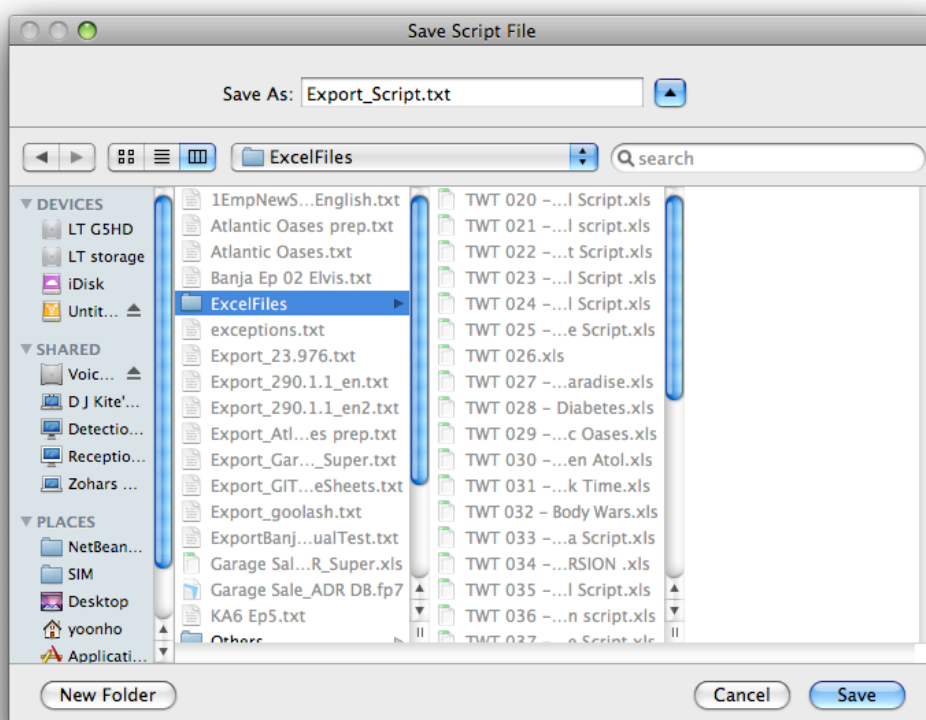 Save Script File
Save As: Export_Script.txt
ExcelFiles
search
DEVICES
LT G5HD
LT storage
iDisk
Untit...
SHARED
Voic...
D J Kite'...
Detectio...
Receptio...
Zohars ...
PLACES
NetBean...
SIM
Desktop
yoonho
Applicati...
1EmpNewS...English.txt
Atlantic Oases prep.txt
Atlantic Oases.txt
Banja Ep 02 Elvis.txt
ExcelFiles
exceptions.txt
Export_23.976.txt
Export_290.1.1_en.txt
Export_290.1.1_en2.txt
Export_Atl...es prep.txt
Export_Gar..._Super.txt
Export_GIT...eSheets.txt
Export_goolash.txt
ExportBanj...ualTest.txt
Garage Sal...R_Super.xls
Garage Sale_ADR DB.fp7
KA6 Ep5.txt
Others
TWT 020 –...l Script.xls
TWT 021 –...l script.xls
TWT 022 –...t Script.xls
TWT 023 –...l Script .xls
TWT 024 –...l Script.xls
TWT 025 –...e Script.xls
TWT 026.xls
TWT 027 –...aradise.xls
TWT 028 – Diabetes.xls
TWT 029 –...c Oases.xls
TWT 030 –...en Atol.xls
TWT 031 –...k Time.xls
TWT 032 – Body Wars.xls
TWT 033 –...a Script.xls
TWT 034 –...RSION .xls
TWT 035 –...l Script.xls
TWT 036 –...n script.xls
TWT 037 –...e Script.xls
New Folder
Cancel
Save